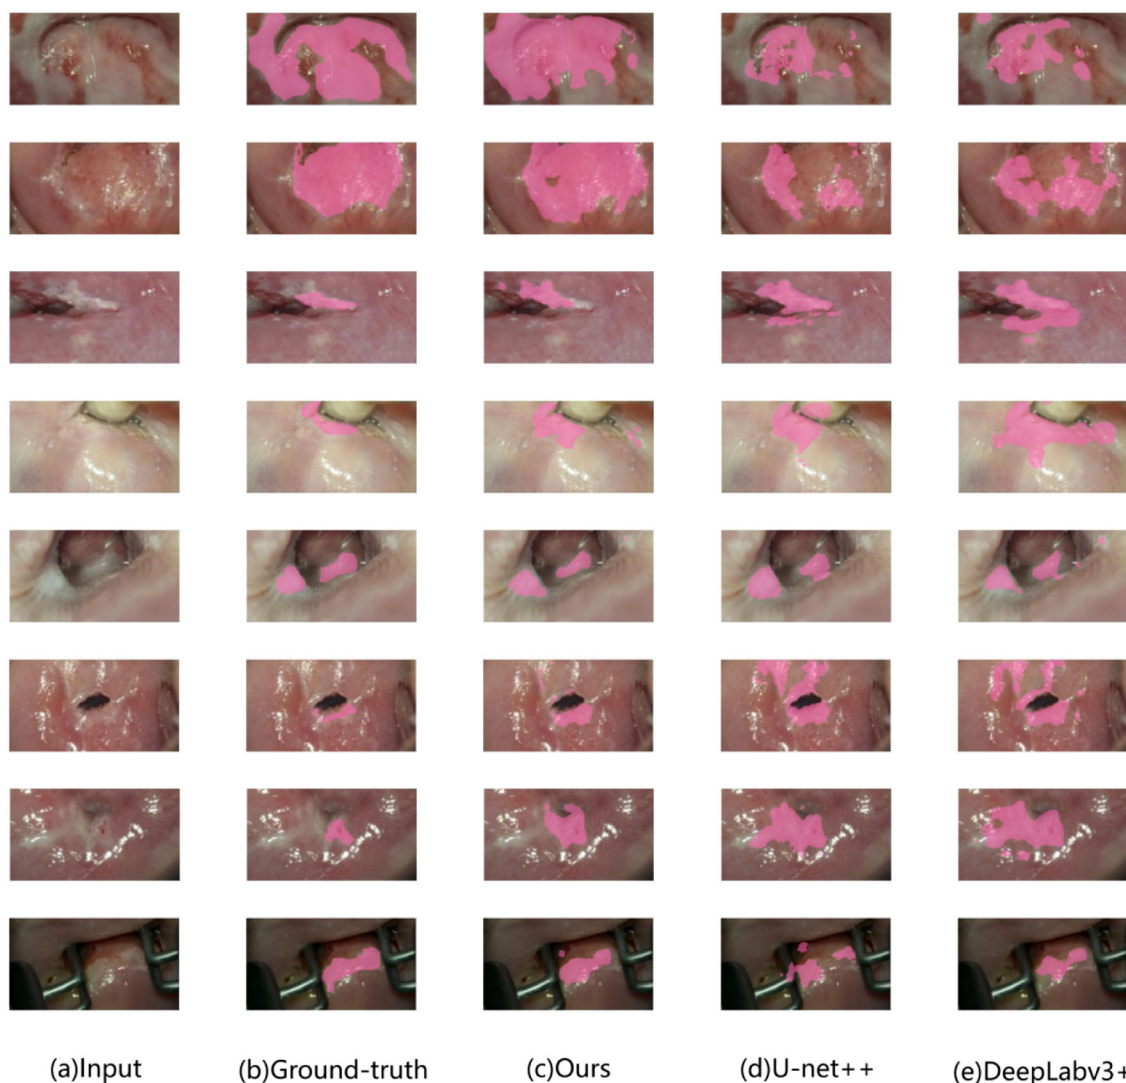 (a)Input
(b)Ground-truth
(c)Ours
(d)U-net++
(e)DeepLabv3+